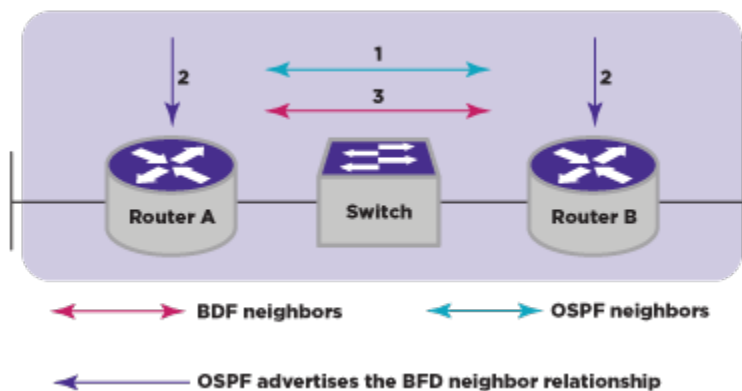 1
2
2
3
Router A
Switch
Router B
BDF neighbors
OSPF neighbors
OSPF advertises the BFD neighbor relationship